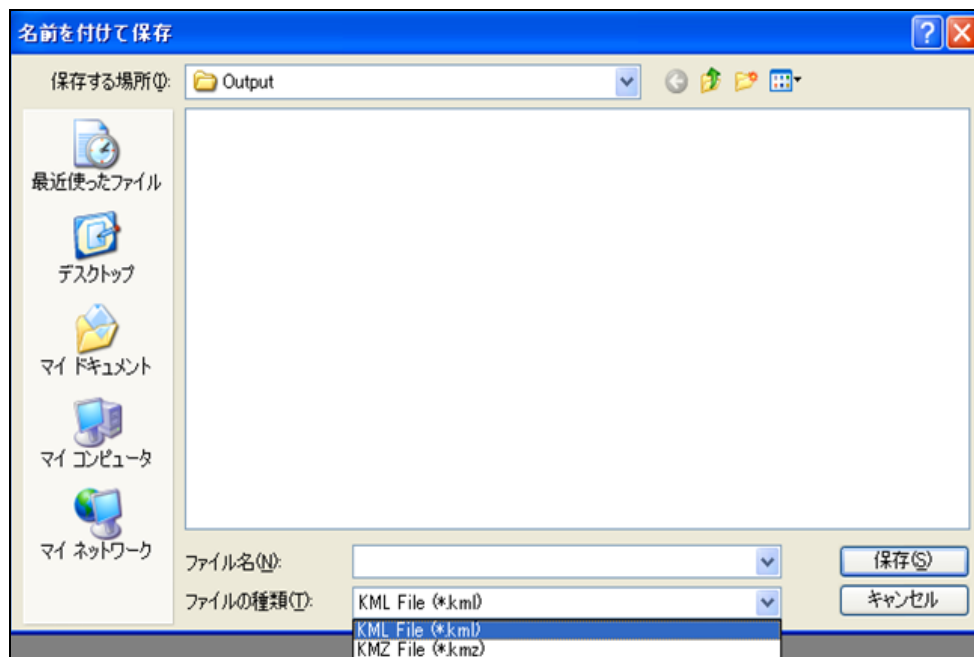 名前を付けて保存
保存する場所(I):
Output
最近使ったファイル
デスクトップ
マイ ドキュメント
マイ コンピュータ
マイ ネットワーク
ファイル名(N):
保存(S)
ファイルの種類(T):
KML File (*.kml)
キャンセル
KML File (*.kml)
KMZ File (*.kmz)